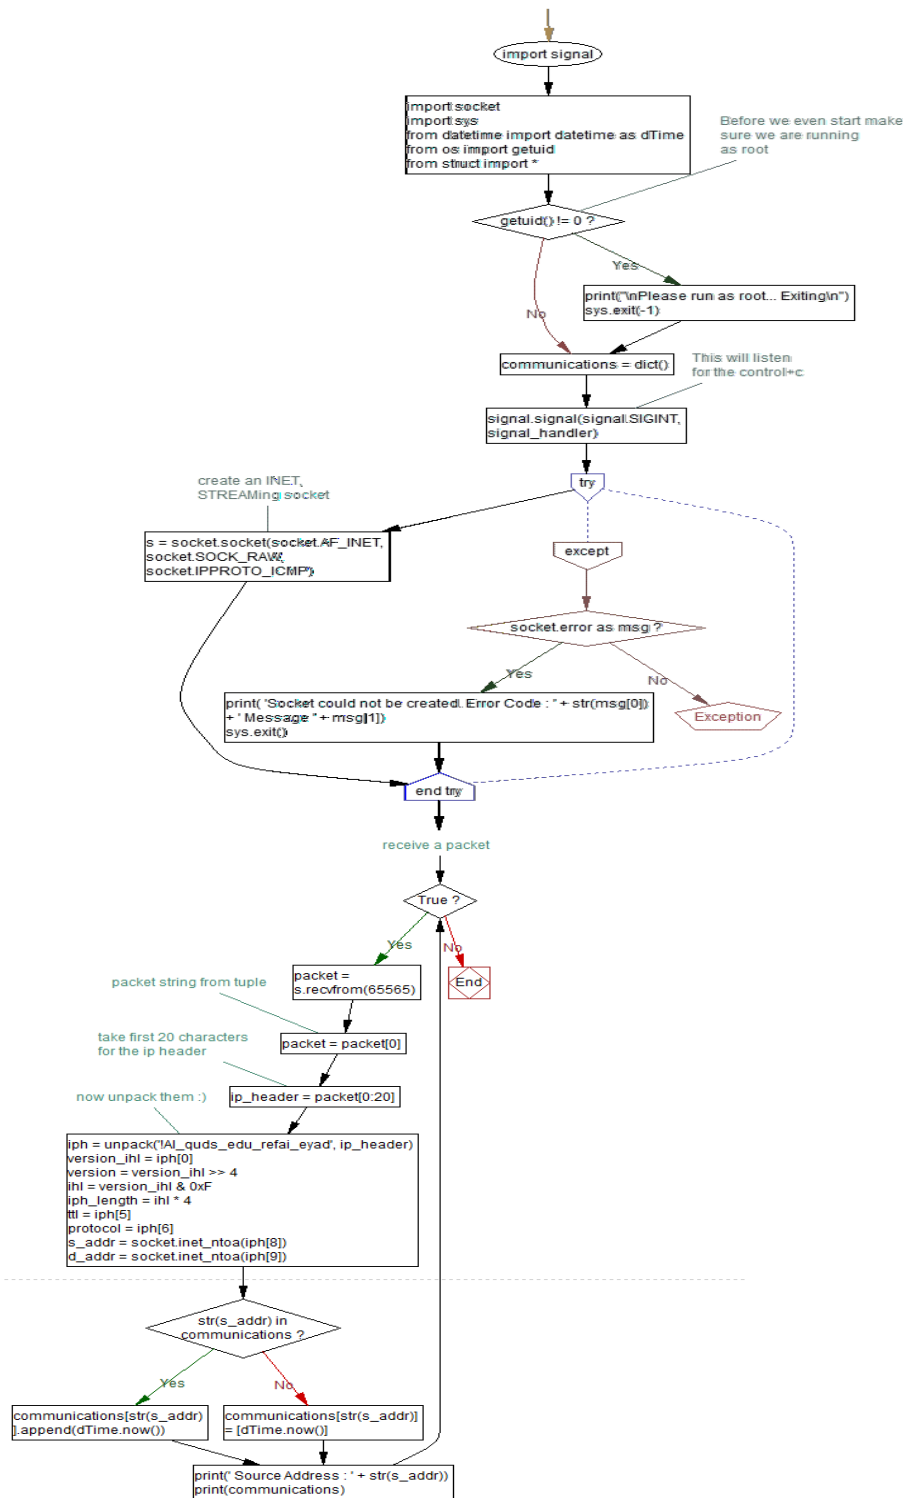 import signal
import socket
import sys
from datetime import datetime as dTime
from os import getuid
from struct import *
Before we even start make
sure we are running
as root
getuid() != 0 ?
Yes
No
print("\nPlease run as root... Exiting\n")
sys.exit(-1)
communications = dict()
This will listen
for the control+c
signal.signal(signal.SIGINT,
signal_handler)
try
create an INET,
STREAMing socket
s = socket.socket(socket.AF_INET,
socket.SOCK_RAW,
socket.IPPROTO_ICMP)
except
socket.error as msg ?
Yes
No
print( 'Socket could not be created. Error Code : ' + str(msg[0])
+ ' Message ' + msg[1])
sys.exit()
Exception
end try
receive a packet
True ?
Yes
No
packet =
s.recvfrom(65565)
End
packet string from tuple
packet = packet[0]
take first 20 characters
for the ip header
ip_header = packet[0:20]
now unpack them :)
iph = unpack('!Al_quds_edu_refai_eyad', ip_header)
version_ihl = iph[0]
version = version_ihl >> 4
ihl = version_ihl & 0xF
iph_length = ihl * 4
ttl = iph[5]
protocol = iph[6]
s_addr = socket.inet_ntoa(iph[8])
d_addr = socket.inet_ntoa(iph[9])
str(s_addr) in
communications ?
Yes
No
communications[str(s_addr)
].append(dTime.now())
communications[str(s_addr)]
= [dTime.now()]
print(' Source Address : ' + str(s_addr))
print(communications)